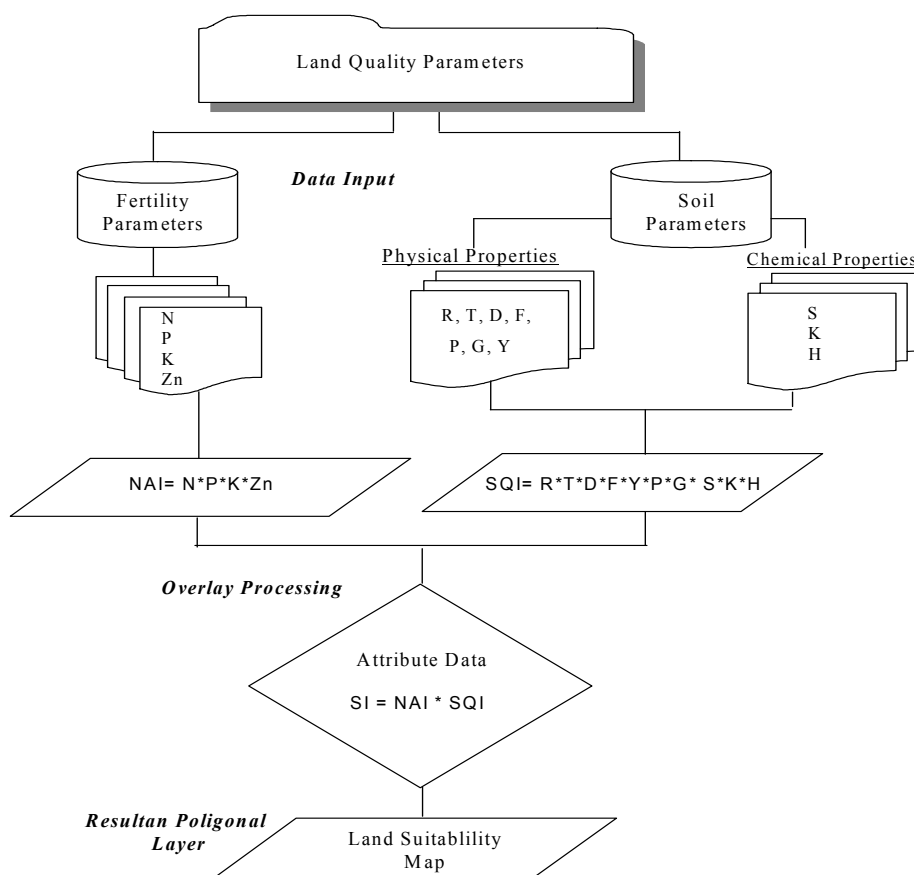 Land Quality Parameters
Data Input
Fertility
Parameters
Soil
Parameters
Physical Properties
Chemical Properties
N
P
K
Zn
R, T, D, F,
P, G, Y
S
K
H
NAI= N*P*K*Zn
SQI= R*T*D*F*Y*P*G* S*K*H
Overlay Processing
Attribute Data
SI = NAI * SQI
Resultan Poligonal
Layer
Land Suitablility
Map